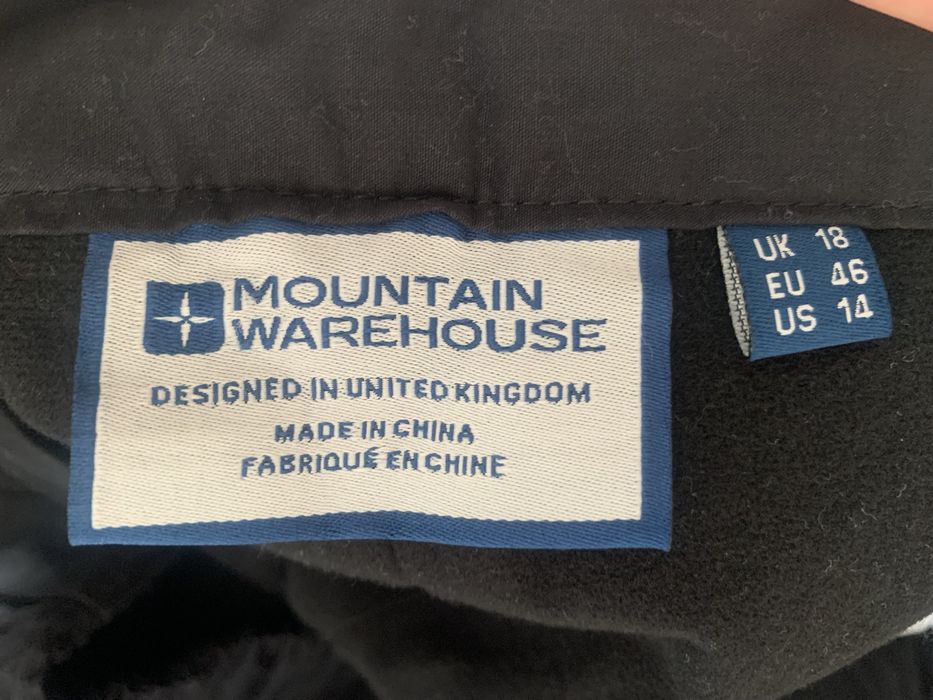 MOUNTAIN
WAREHOUSE
DESIGNED IN UNITED KINGDOM
MADE IN CHINA
FABRIQUÉ EN CHINE
UK 18
EU 46
US 14